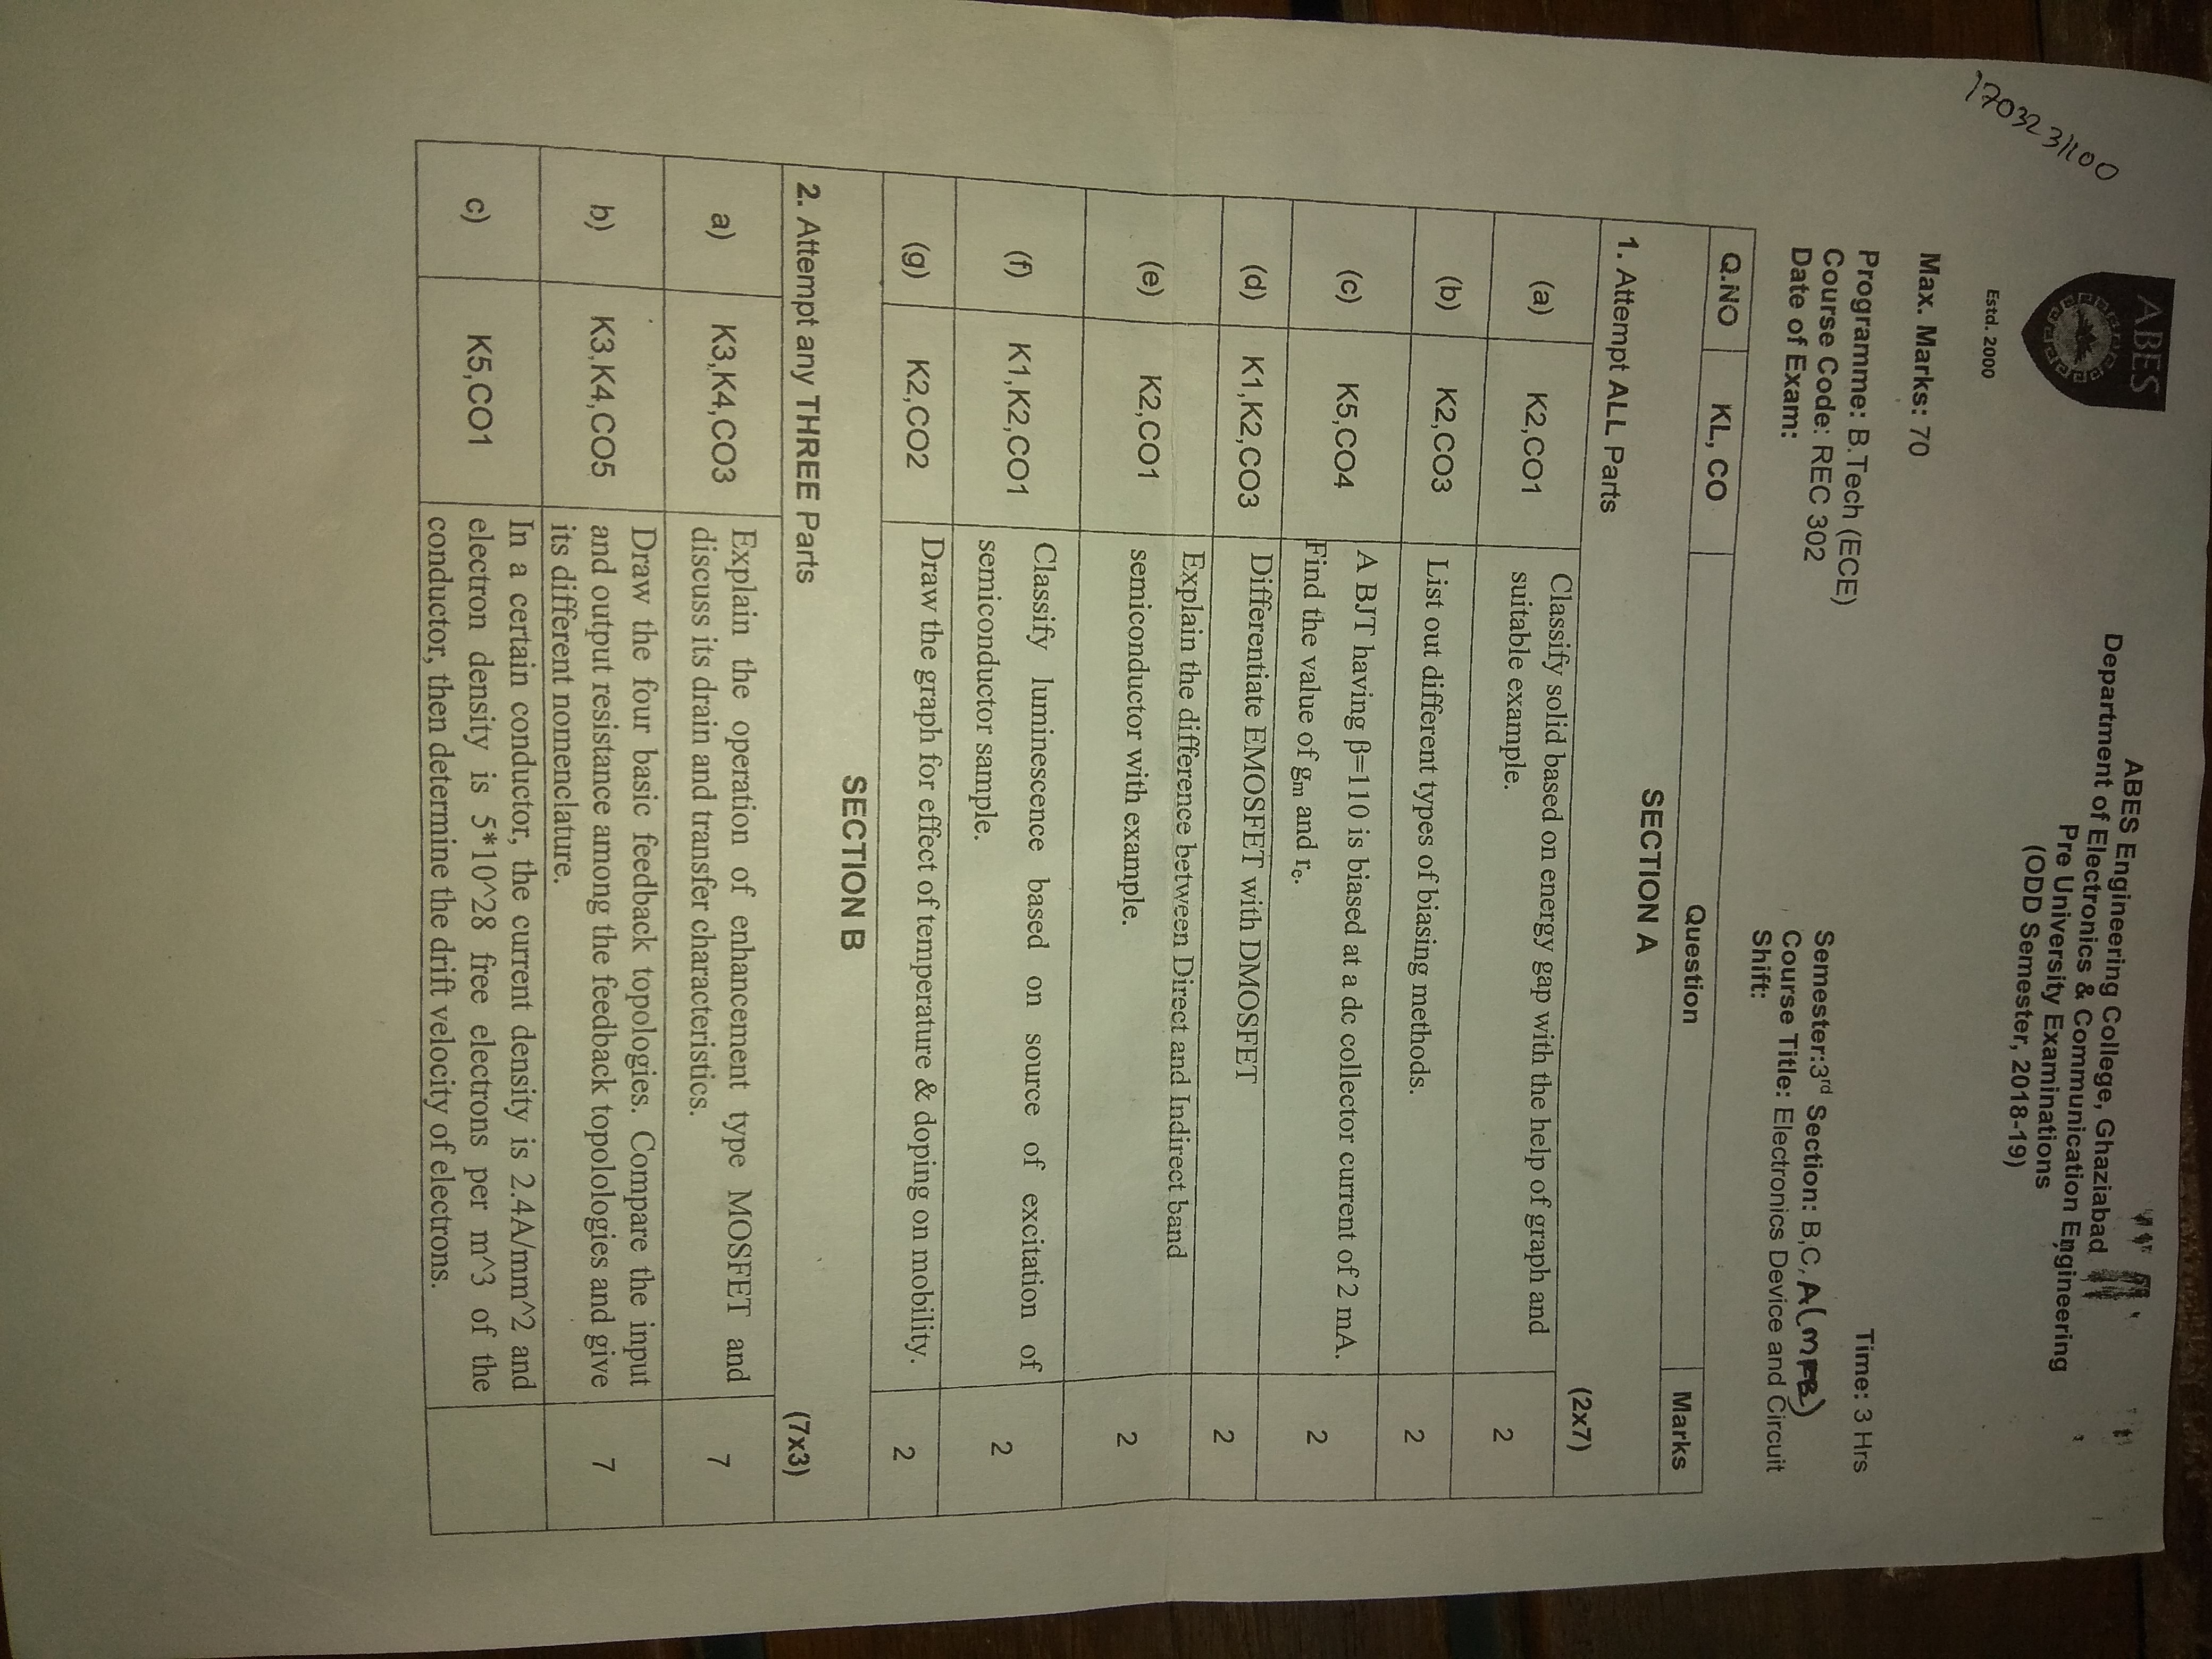 1703231100
ABES
Estd. 2000
ABES Engineering College, Ghaziabad
Department of Electronics & Communication Engineering
Pre University Examinations
(ODD Semester, 2018-19)
Max. Marks: 70
Time: 3 Hrs
Programme: B.Tech (ECE)
Semester:3rd Section: B,C, A(MFB)
Course Code: REC 302
Course Title: Electronics Device and Circuit
Date of Exam:
Shift:
Q.NO KL, CO Question Marks
SECTION A
1. Attempt ALL Parts (2x7)
(a) K2,CO1 Classify solid based on energy gap with the help of graph and
suitable example. 2
(b) K2,CO3 List out different types of biasing methods. 2
(c) K5,CO4 A BJT having β=110 is biased at a dc collector current of 2 mA.
Find the value of gm and re. 2
(d) K1,K2,CO3 Differentiate EMOSFET with DMOSFET 2
(e) K2,CO1 Explain the difference between Direct and Indirect band
semiconductor with example. 2
(f) K1,K2,CO1 Classify luminescence based on source of excitation of
semiconductor sample. 2
(g) K2,CO2 Draw the graph for effect of temperature & doping on mobility. 2
SECTION B
2. Attempt any THREE Parts (7x3)
a) K3,K4,CO3 Explain the operation of enhancement type MOSFET and
discuss its drain and transfer characteristics. 7
b) K3,K4,CO5 Draw the four basic feedback topologies. Compare the input
and output resistance among the feedback topolologies and give 7
its different nomenclature.
c) K5,CO1 In a certain conductor, the current density is 2.4A/mm^2 and
electron density is 5*10^28 free electrons per m^3 of the
conductor, then determine the drift velocity of electrons.